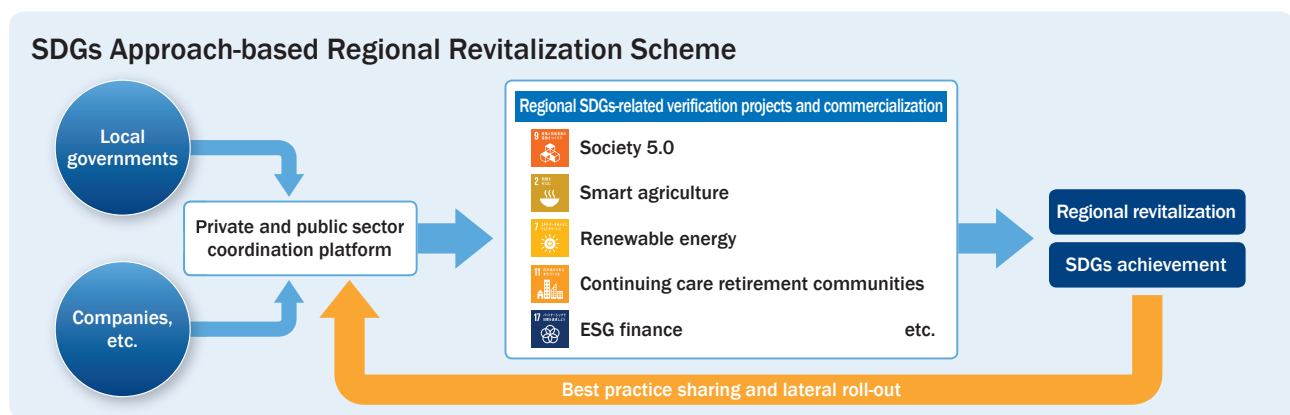 SDGs Approach-based Regional Revitalization Scheme
Local
governments
Companies,
etc.
Private and public sector
coordination platform
Regional SDGs-related verification projects and commercialization
9
Society 5.0
2
Smart agriculture
7
Renewable energy
11
Continuing care retirement communities
17
ESG finance etc.
Regional revitalization
SDGs achievement
Best practice sharing and lateral roll-out